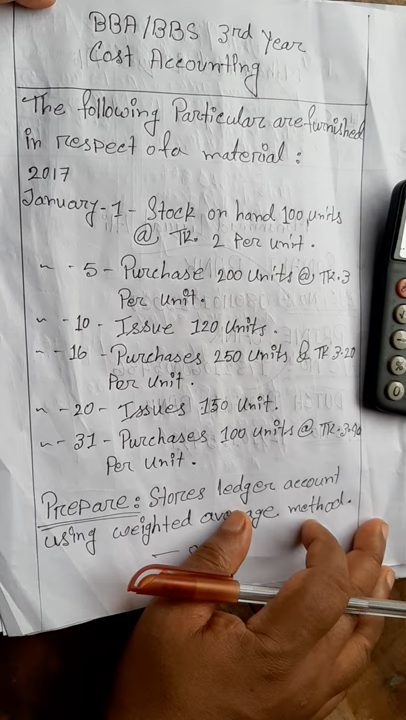 BBA/BBS 3rd Year
Cost Accounting
The following Particular are furnished
in respect of a material :
2017
January-1- Stock on hand 100 units
@ TK. 2 Per unit.
〃 - 5 - Purchase 200 units @ TK.3
Per unit.
〃 - 10 - Issue 120 units.
〃 - 16 - Purchases 250 units @ TK 3.20
Per unit.
〃 - 20 - Issues 150 unit.
〃 - 31 - Purchases 100 units @ TK.
Per unit.
Prepare: Stores ledger account
using weighted average method.